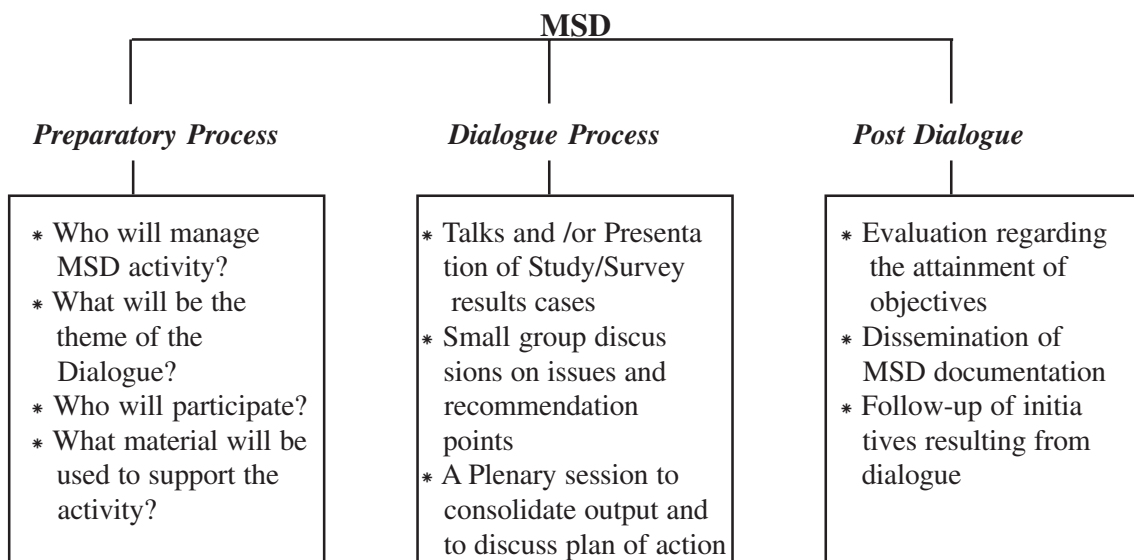 MSD
Preparatory Process
* Who will manage
MSD activity?
* What will be the
theme of the
Dialogue?
* Who will participate?
* What material will be
used to support the
activity?
Dialogue Process
* Talks and /or Presenta
tion of Study/Survey
results cases
* Small group discus
sions on issues and
recommendation
points
* A Plenary session to
consolidate output and
to discuss plan of action
Post Dialogue
* Evaluation regarding
the attainment of
objectives
* Dissemination of
MSD documentation
* Follow-up of initia
tives resulting from
dialogue